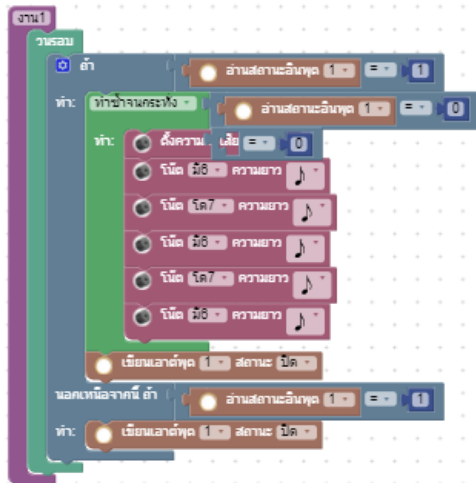 งาน1
วนรอบ
ถ้า อ่านสถานะอินพุต 1 = 1
ทำ: ทำซ้ำจนกระทั่ง อ่านสถานะอินพุต 1 = 0
ทำ: ตั้งความ เสีย = 0
โน๊ต มี6 ความยาว ♪
โน๊ต โด7 ความยาว ♪
โน๊ต มี6 ความยาว ♪
โน๊ต โด7 ความยาว ♪
โน๊ต มี6 ความยาว ♪
เขียนเอาต์พุต 1 สถานะ ปิด
นอกเหนือจากนี้ ถ้า อ่านสถานะอินพุต 1 = 1
ทำ: เขียนเอาต์พุต 1 สถานะ ปิด